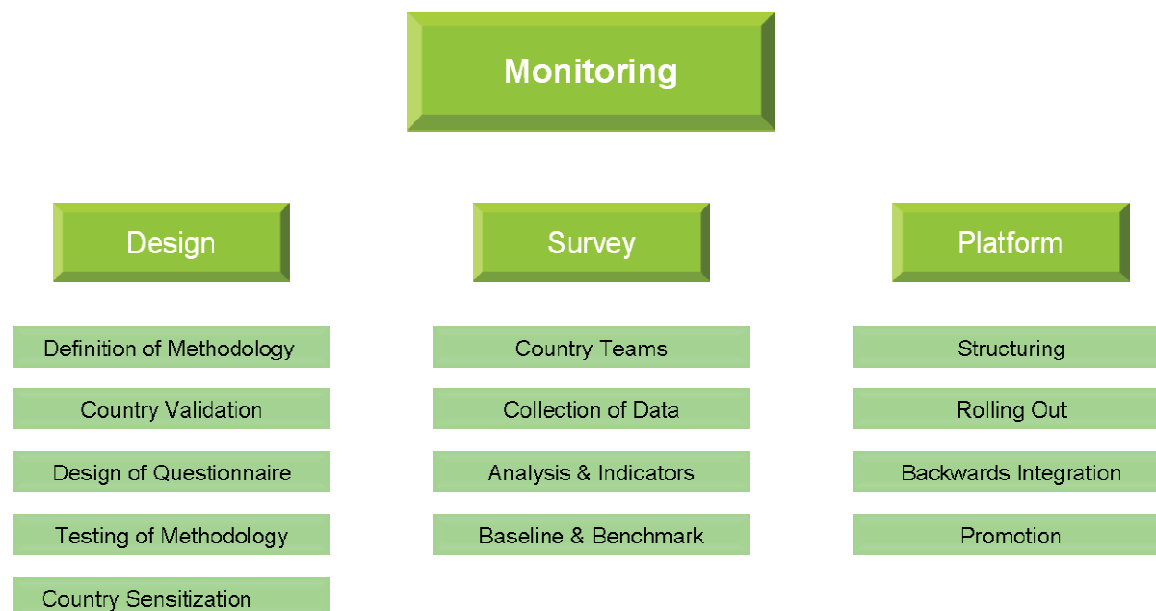 Monitoring
Design
Survey
Platform
Definition of Methodology
Country Teams
Structuring
Country Validation
Collection of Data
Rolling Out
Design of Questionnaire
Analysis & Indicators
Backwards Integration
Testing of Methodology
Baseline & Benchmark
Promotion
Country Sensitization